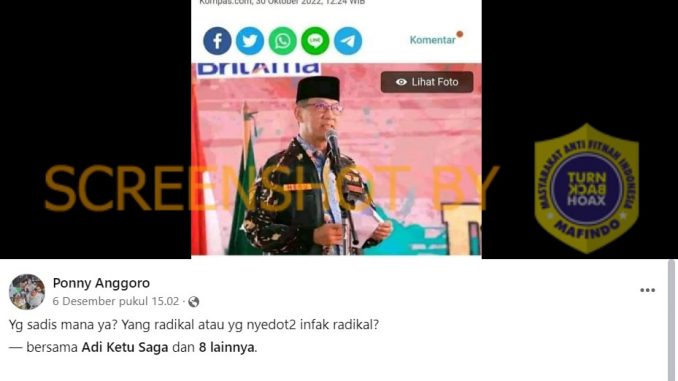 Kompas.com, 30 Oktober 2022, 12:24 WIB
Komentar
BritAma
Lihat Foto
SCREENSHOT BY
MASYARAKAT ANTI FITNAH INDONESIA
TURN
BACK
HOAX
MAFINDO
Ponny Anggoro
6 Desember pukul 15.02 ·
Yg sadis mana ya? Yang radikal atau yg nyedot2 infak radikal?
— bersama Adi Ketu Saga dan 8 lainnya.